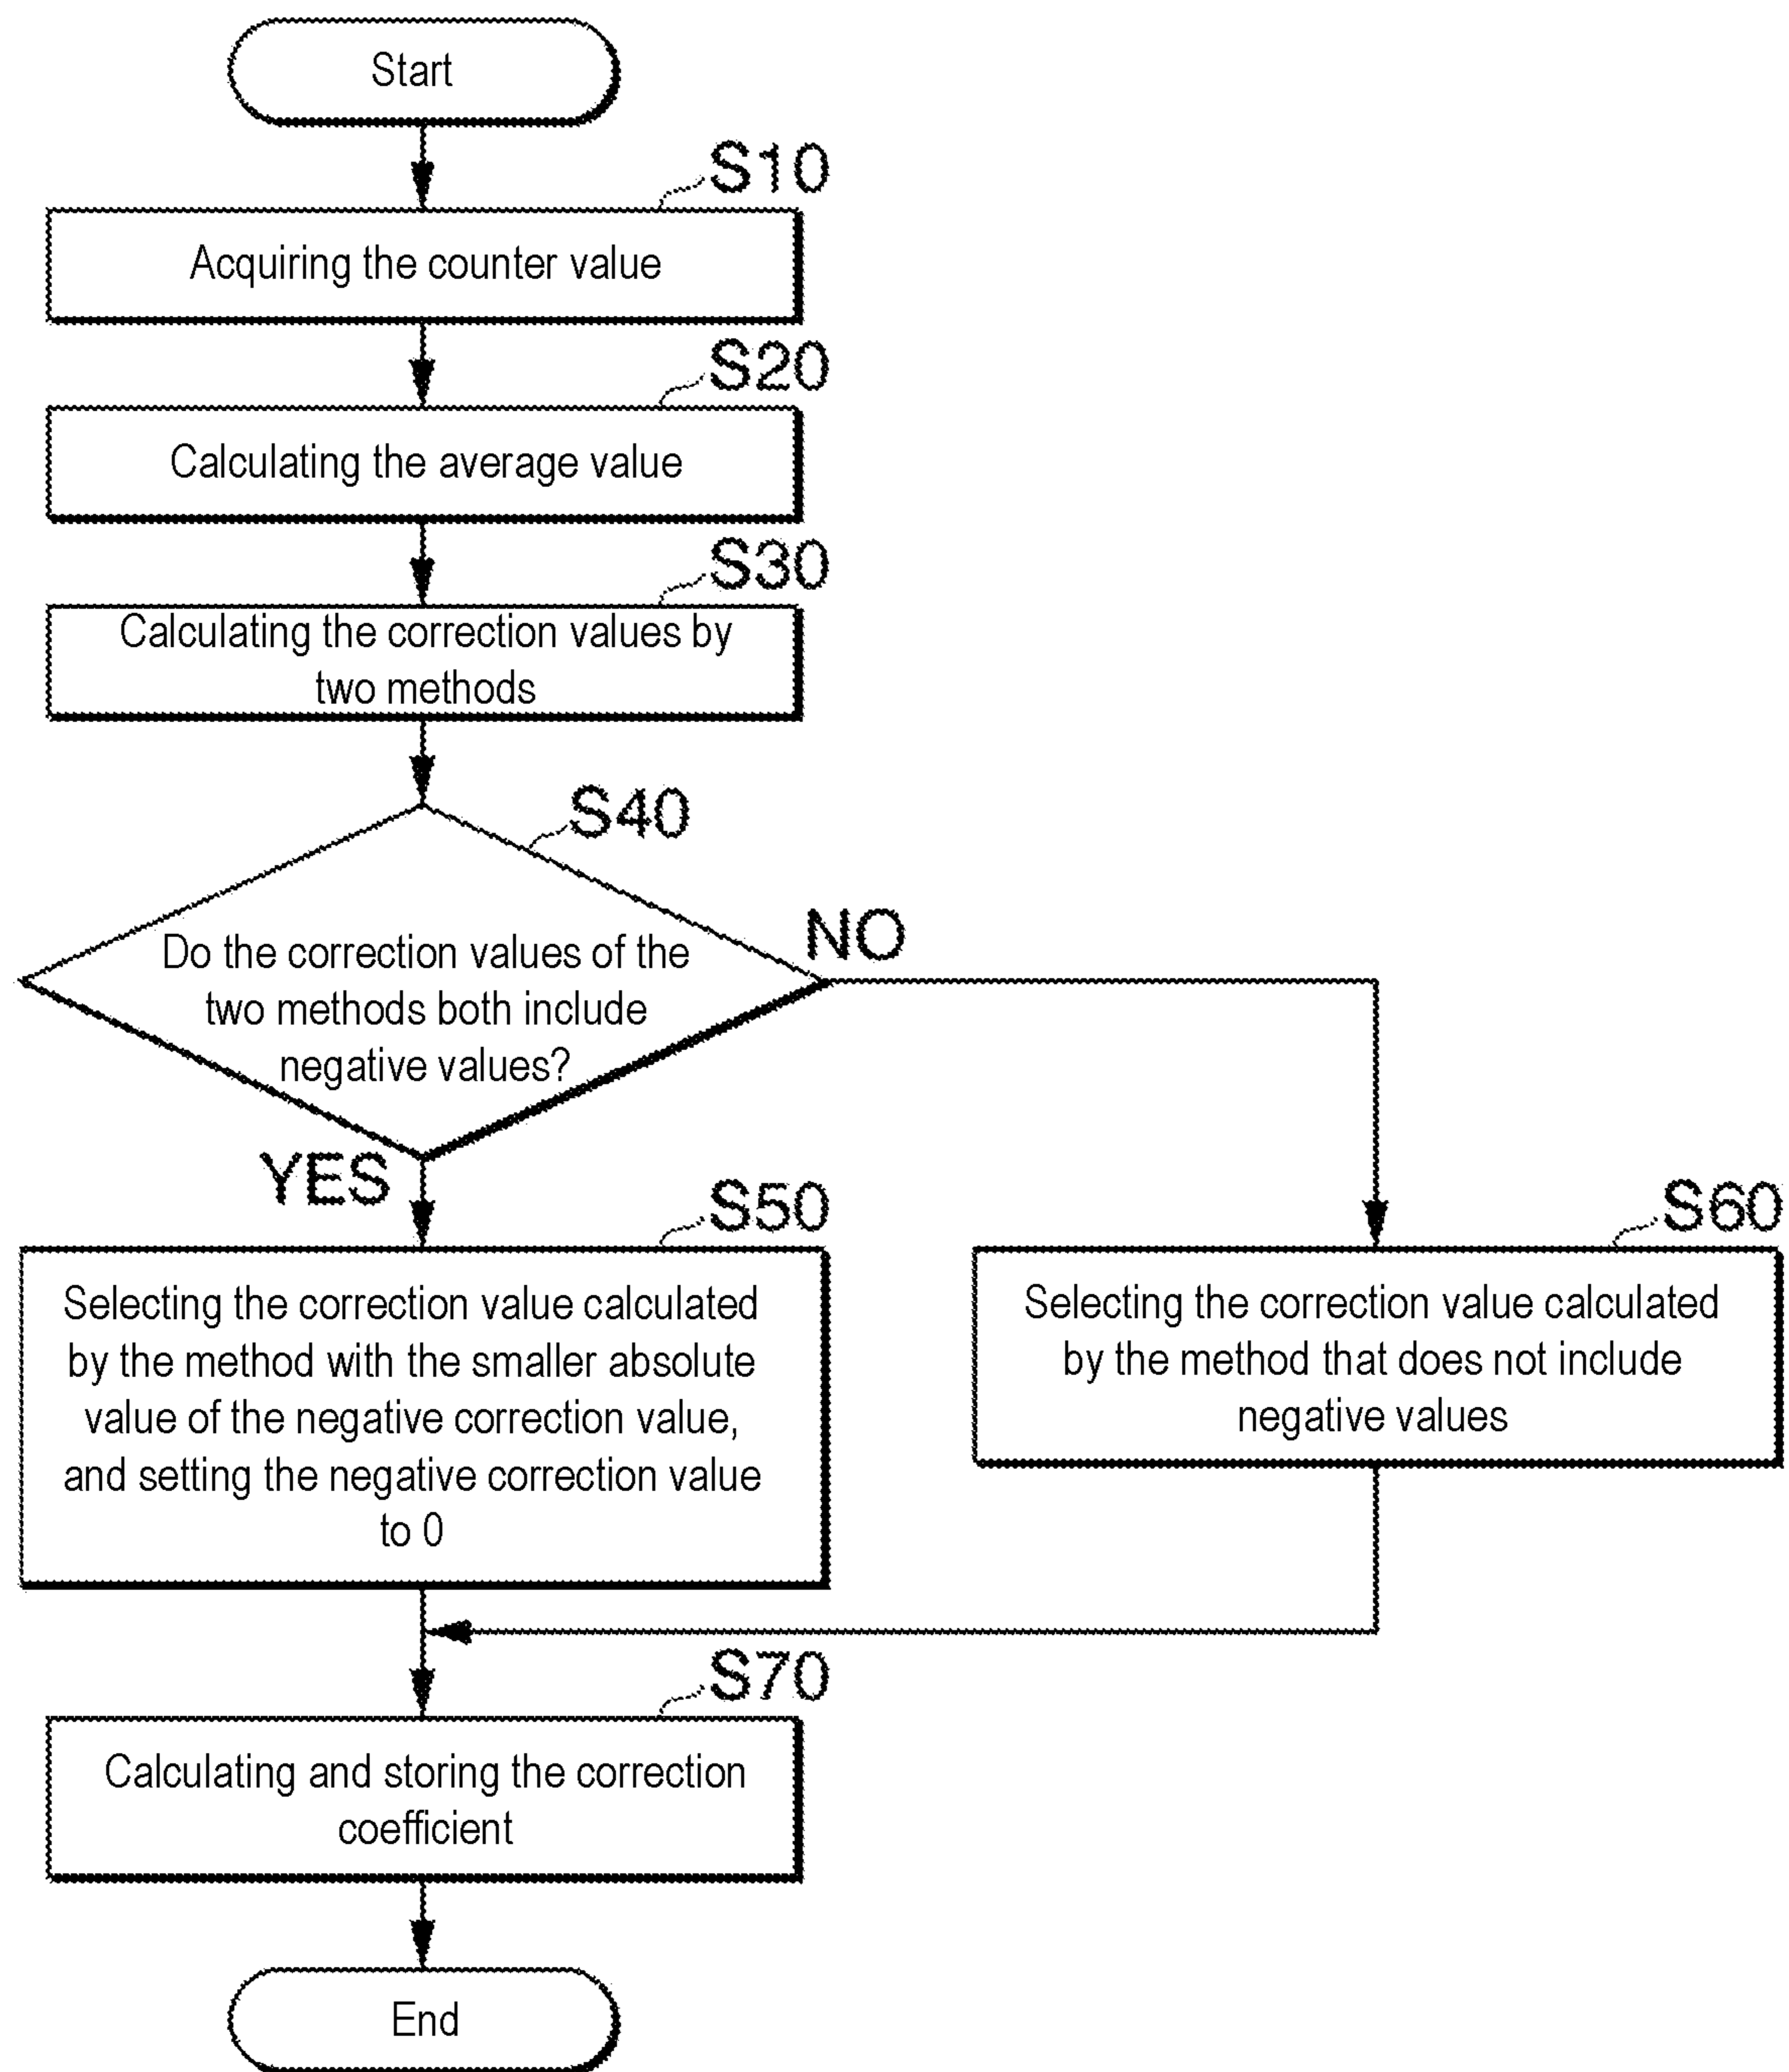 Start
S10
Acquiring the counter value
S20
Calculating the average value
S30
Calculating the correction values by
two methods
S40
Do the correction values of the
two methods both include
negative values?
NO
YES
S50
Selecting the correction value calculated
by the method with the smaller absolute
value of the negative correction value,
and setting the negative correction value
to 0
S60
Selecting the correction value calculated
by the method that does not include
negative values
S70
Calculating and storing the correction
coefficient
End